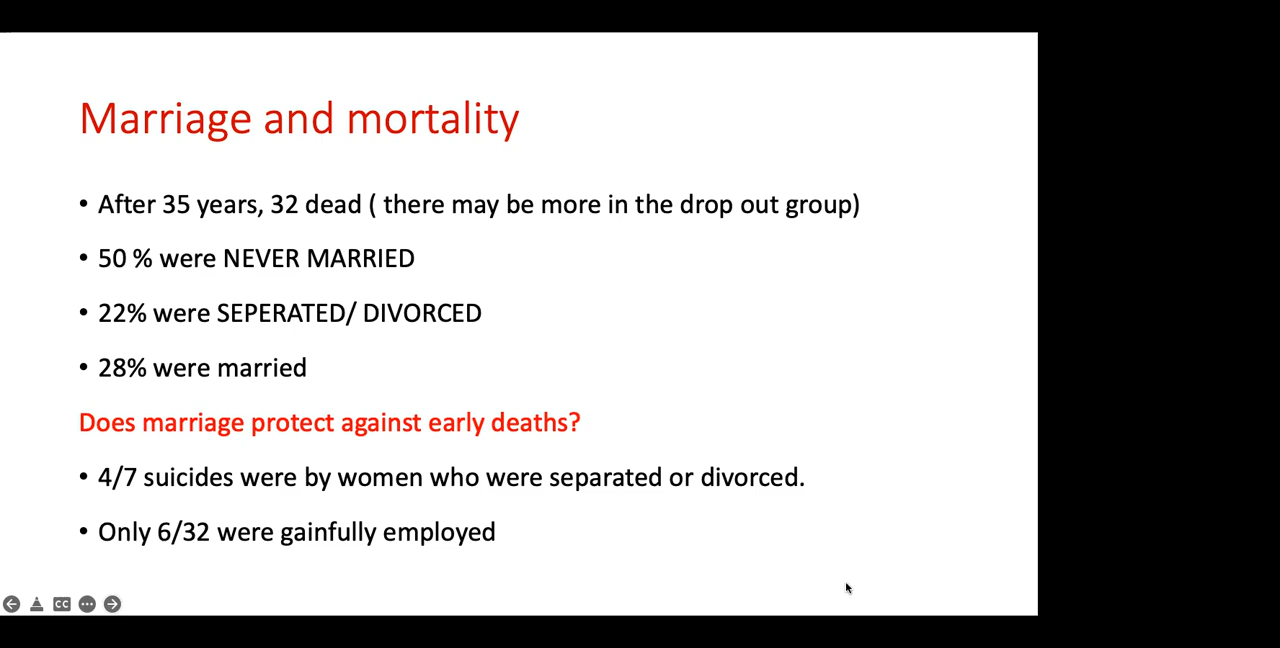 Marriage and mortality
• After 35 years, 32 dead ( there may be more in the drop out group)
• 50 % were NEVER MARRIED
• 22% were SEPERATED/ DIVORCED
• 28% were married
Does marriage protect against early deaths?
• 4/7 suicides were by women who were separated or divorced.
• Only 6/32 were gainfully employed
CC